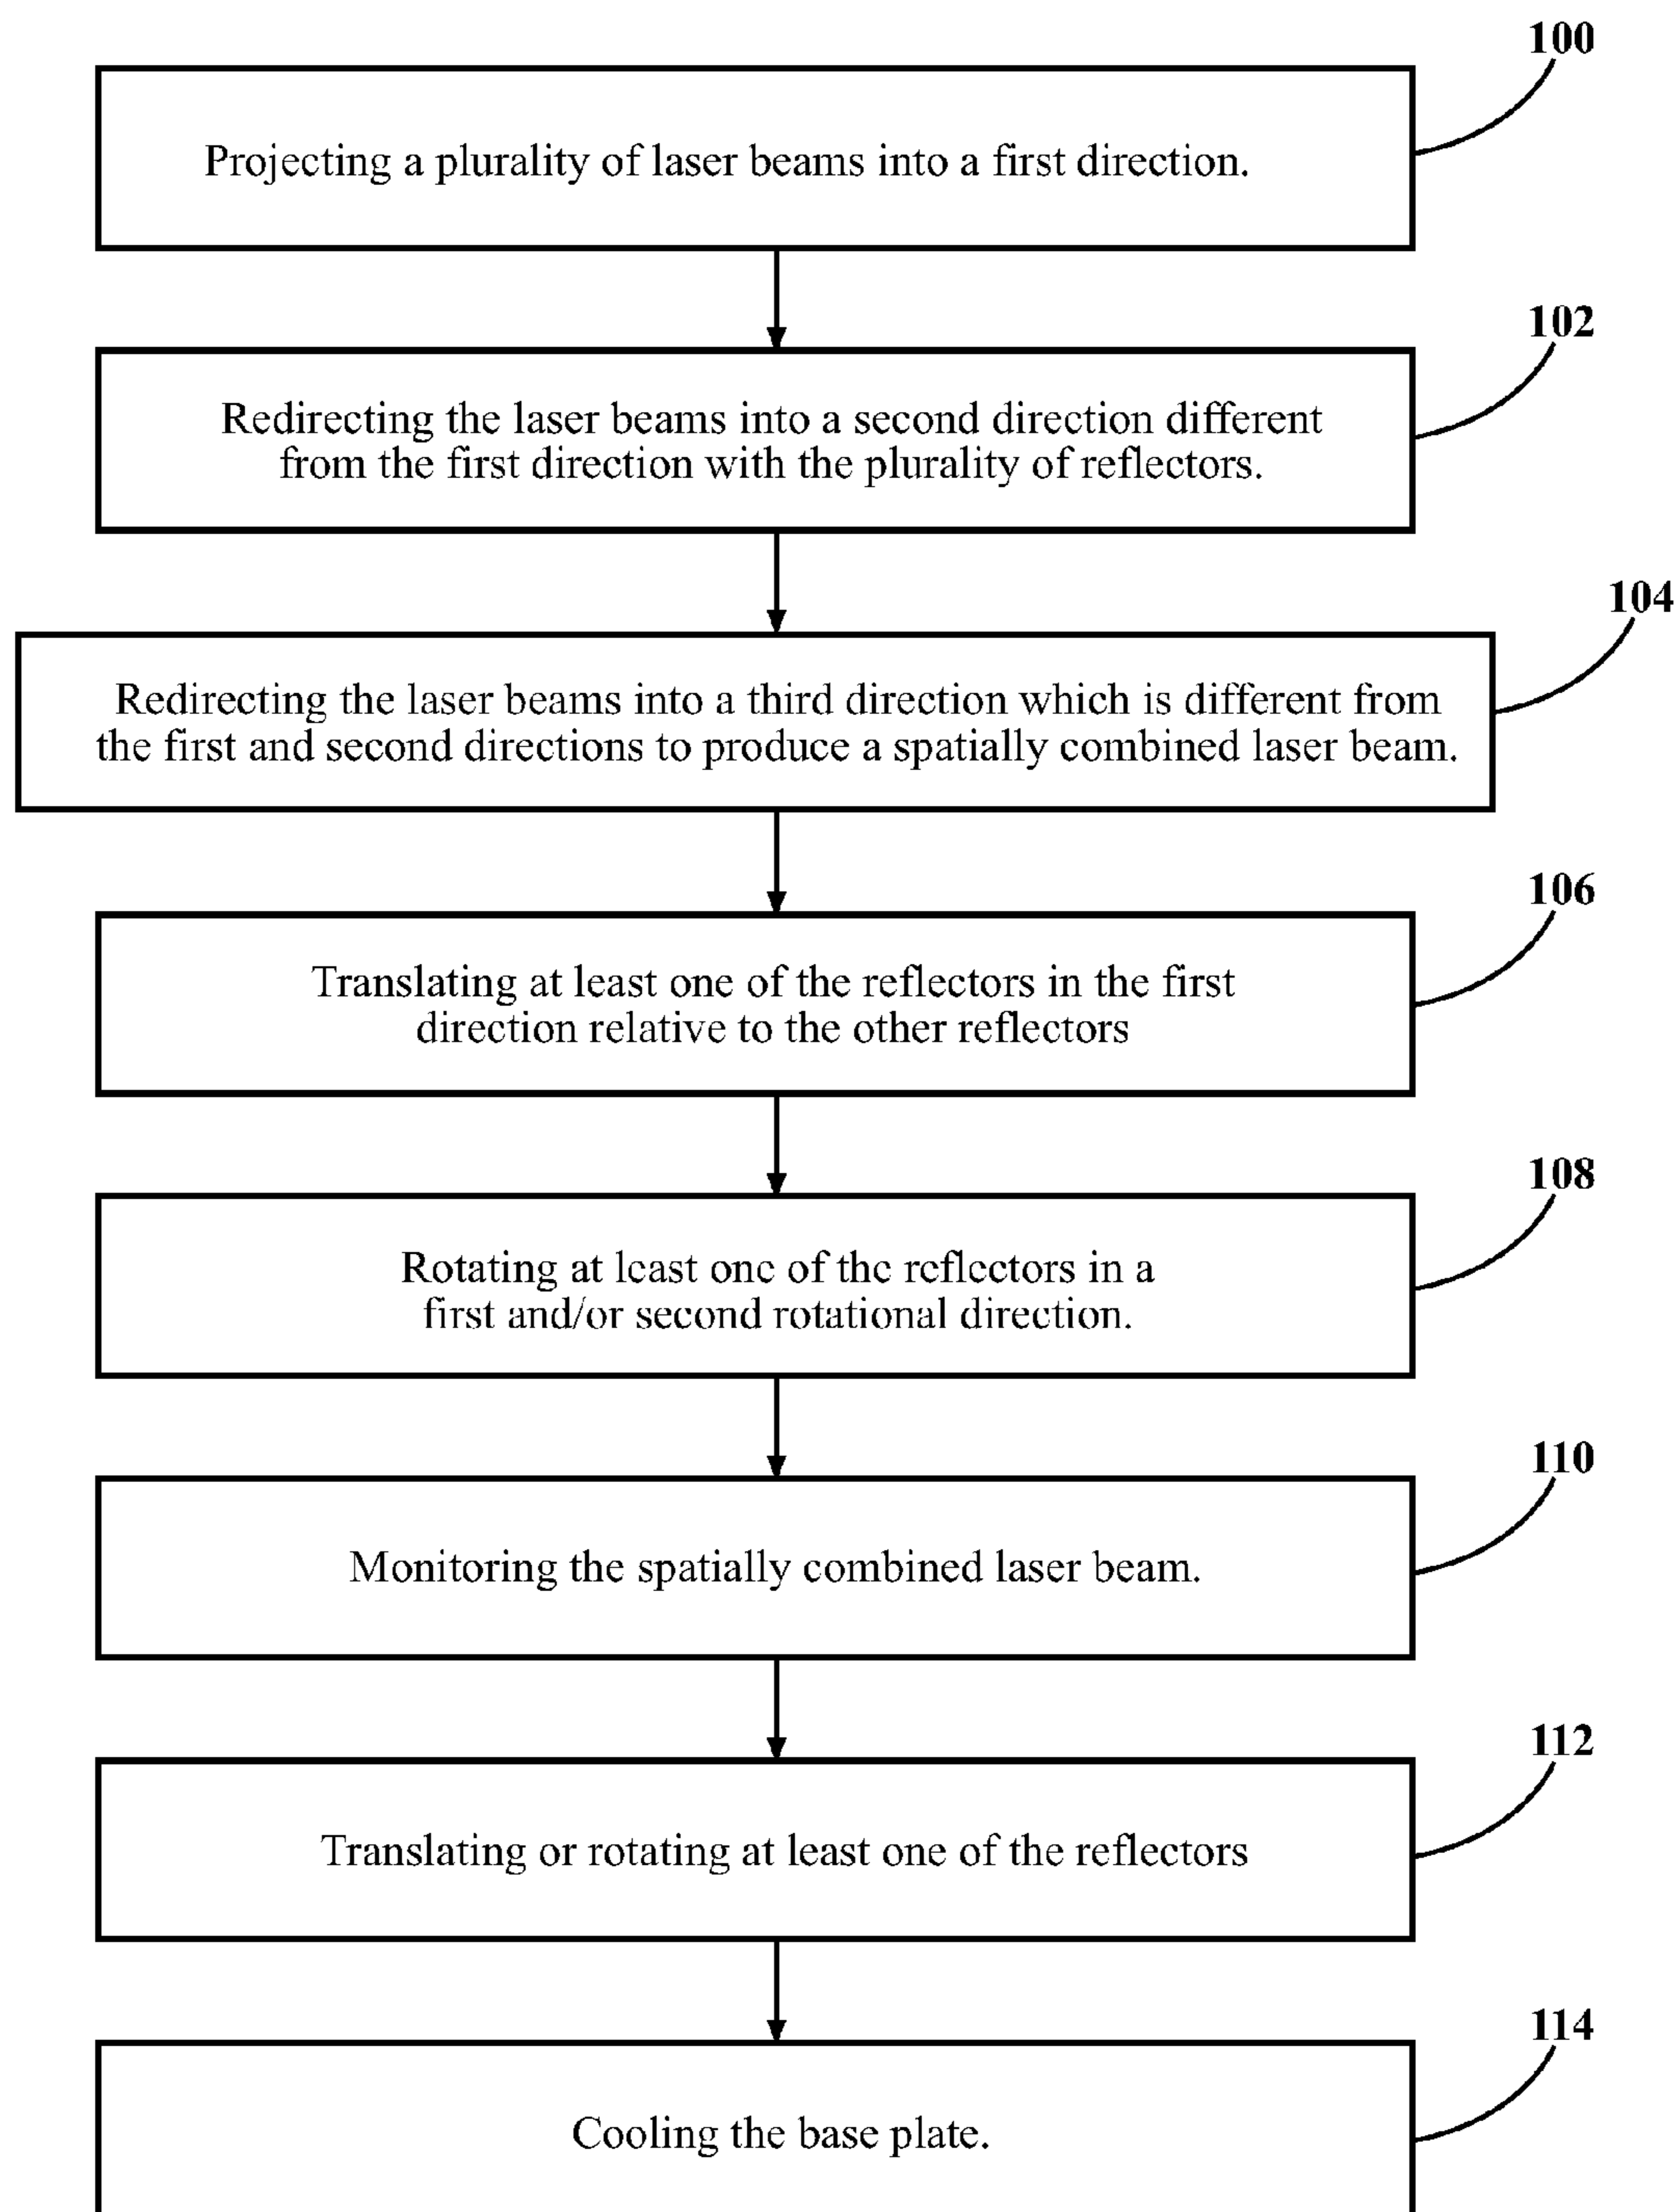 100
Projecting a plurality of laser beams into a first direction.
102
Redirecting the laser beams into a second direction different
from the first direction with the plurality of reflectors.
104
Redirecting the laser beams into a third direction which is different from
the first and second directions to produce a spatially combined laser beam.
106
Translating at least one of the reflectors in the first
direction relative to the other reflectors
108
Rotating at least one of the reflectors in a
first and/or second rotational direction.
110
Monitoring the spatially combined laser beam.
112
Translating or rotating at least one of the reflectors
114
Cooling the base plate.